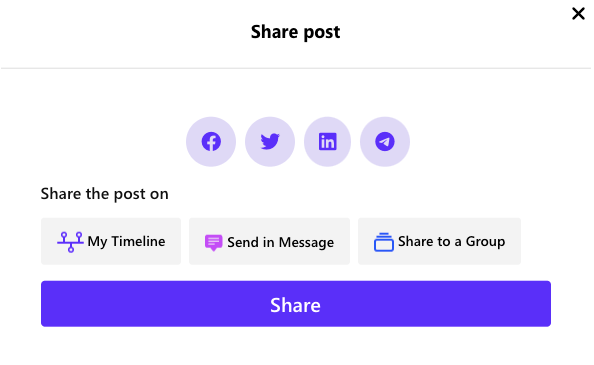 Share post
Share the post on
My Timeline
Send in Message
Share to a Group
Share